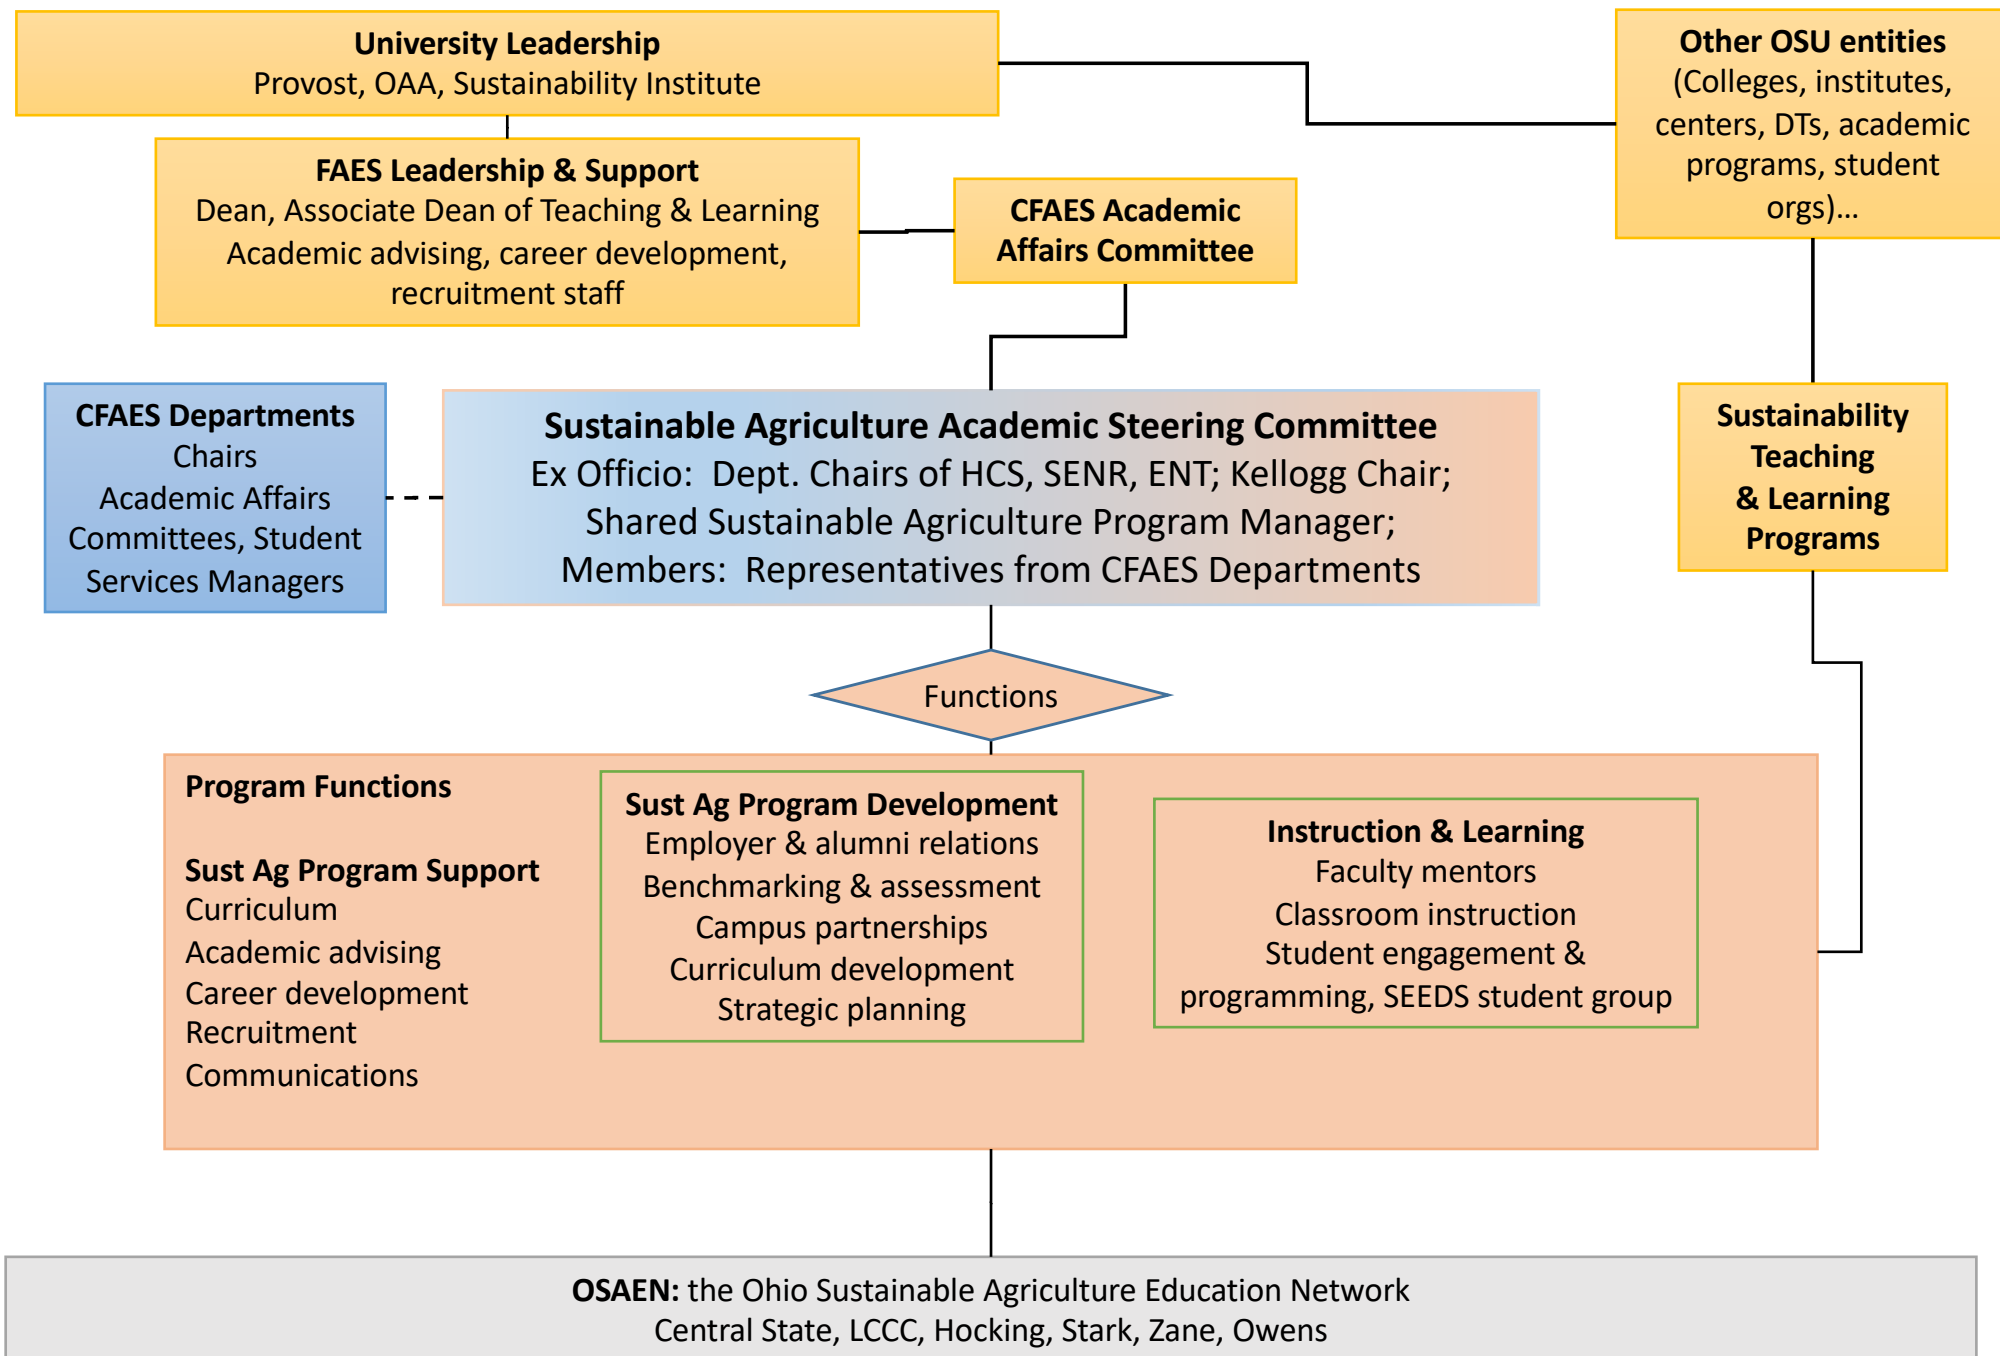 University Leadership
Provost, OAA, Sustainability Institute
Other OSU entities
(Colleges, institutes,
centers, DTs, academic
programs, student
orgs)...
FAES Leadership & Support
Dean, Associate Dean of Teaching & Learning
Academic advising, career development,
recruitment staff
CFAES Academic
Affairs Committee
CFAES Departments
Chairs
Academic Affairs
Committees, Student
Services Managers
Sustainable Agriculture Academic Steering Committee
Ex Officio:  Dept. Chairs of HCS, SENR, ENT; Kellogg Chair;
Shared Sustainable Agriculture Program Manager;
Members:  Representatives from CFAES Departments
Sustainability
Teaching
& Learning
Programs
Functions
Program Functions
Sust Ag Program Support
Curriculum
Academic advising
Career development
Recruitment
Communications
Sust Ag Program Development
Employer & alumni relations
Benchmarking & assessment
Campus partnerships
Curriculum development
Strategic planning
Instruction & Learning
Faculty mentors
Classroom instruction
Student engagement &
programming, SEEDS student group
OSAEN: the Ohio Sustainable Agriculture Education Network
Central State, LCCC, Hocking, Stark, Zane, Owens